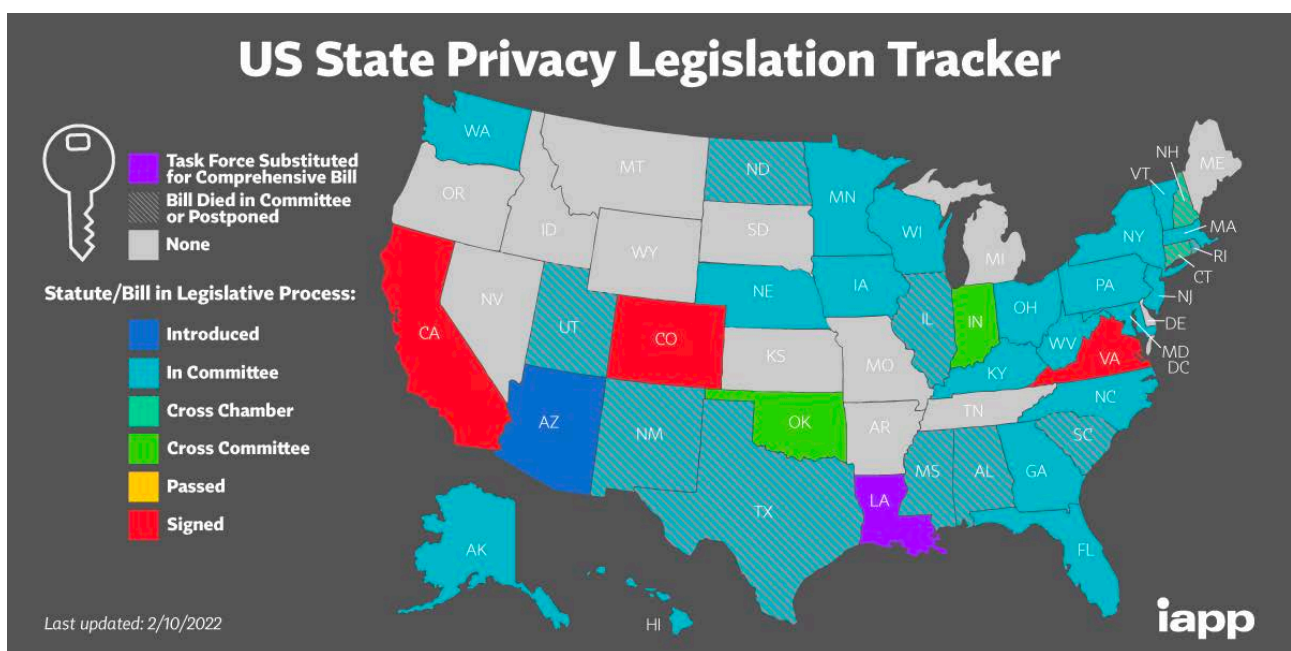 US State Privacy Legislation Tracker
Task Force Substituted
for Comprehensive Bill
Bill Died in Committee
or Postponed
None
Statute/Bill in Legislative Process:
Introduced
In Committee
Cross Chamber
Cross Committee
Passed
Signed
WA
MT
ND
MN
OR
ID
WY
SD
WI
MI
ME
NH
VT
NY
MA
RI
CT
NV
UT
CO
NE
IA
IL
IN
OH
PA
NJ
DE
MD
DC
WV
VA
CA
KS
MO
KY
NC
TN
AZ
NM
OK
AR
SC
TX
LA
MS
AL
GA
FL
AK
HI
Last updated: 2/10/2022
iapp